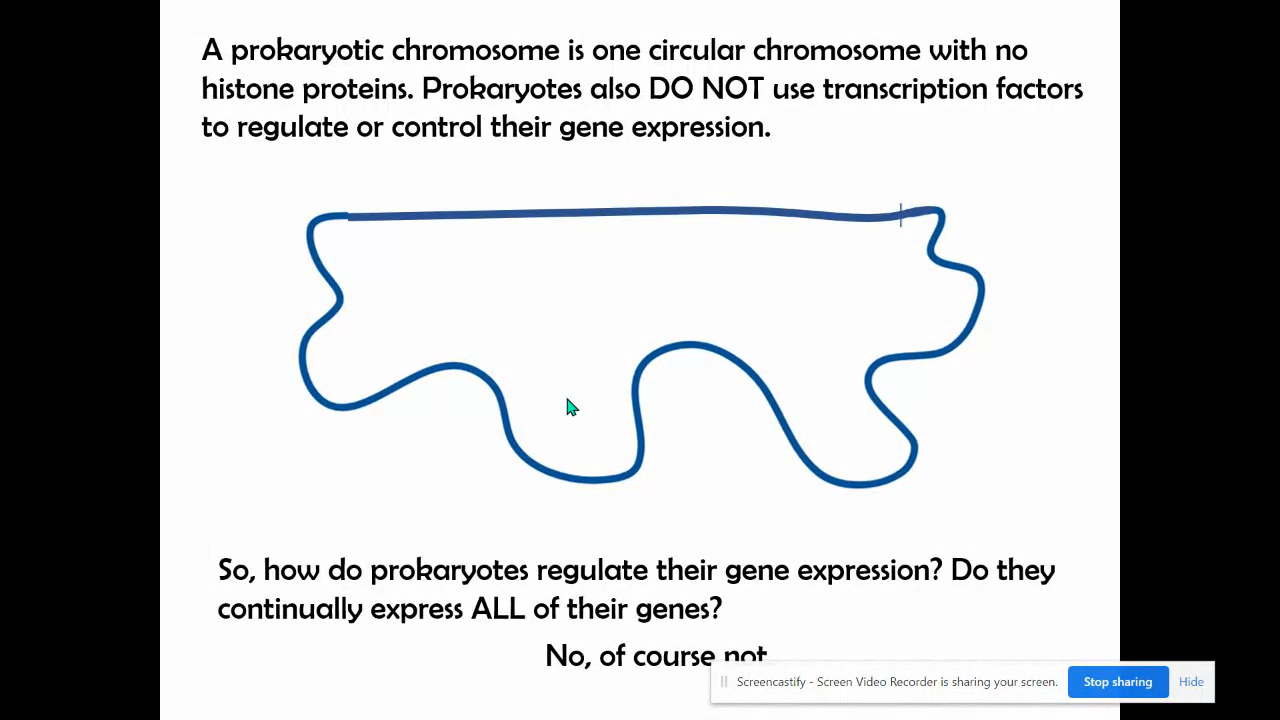 A prokaryotic chromosome is one circular chromosome with no
histone proteins. Prokaryotes also DO NOT use transcription factors
to regulate or control their gene expression.
So, how do prokaryotes regulate their gene expression? Do they
continually express ALL of their genes?
No, of course not
Screencastify - Screen Video Recorder is sharing your screen.
Stop sharing
Hide